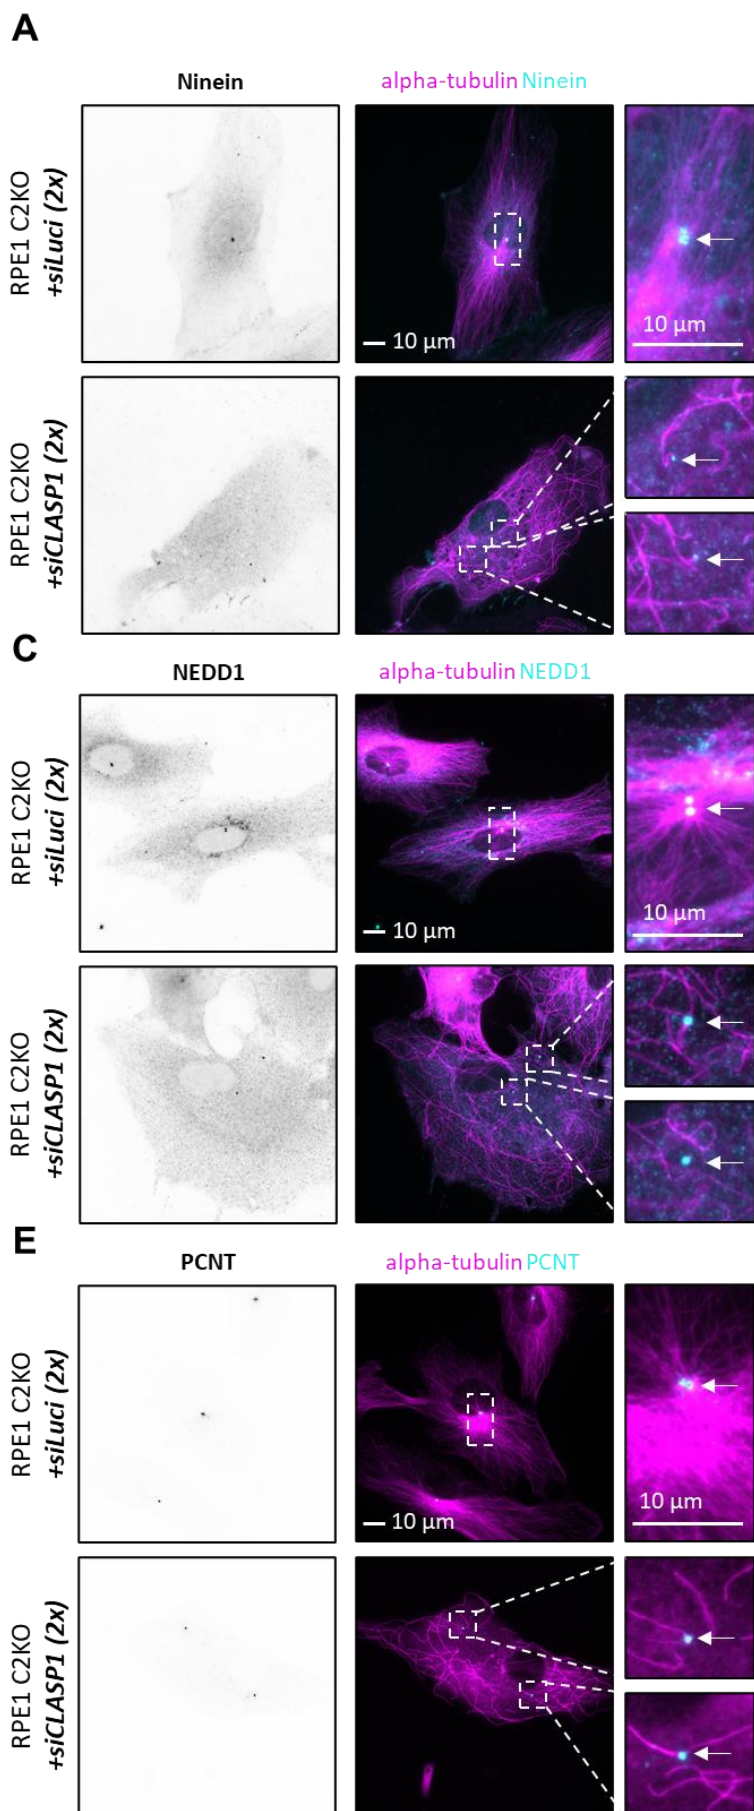 A
Ninein
alpha-tubulin Ninein
RPE1 C2KO
+siLuci (2x)
10 µm
10 µm
RPE1 C2KO
+siCLASP1 (2x)
C
NEDD1
alpha-tubulin NEDD1
RPE1 C2KO
+siLuci (2x)
10 µm
10 µm
RPE1 C2KO
+siCLASP1 (2x)
E
PCNT
alpha-tubulin PCNT
RPE1 C2KO
+siLuci (2x)
10 µm
10 µm
RPE1 C2KO
+siCLASP1 (2x)